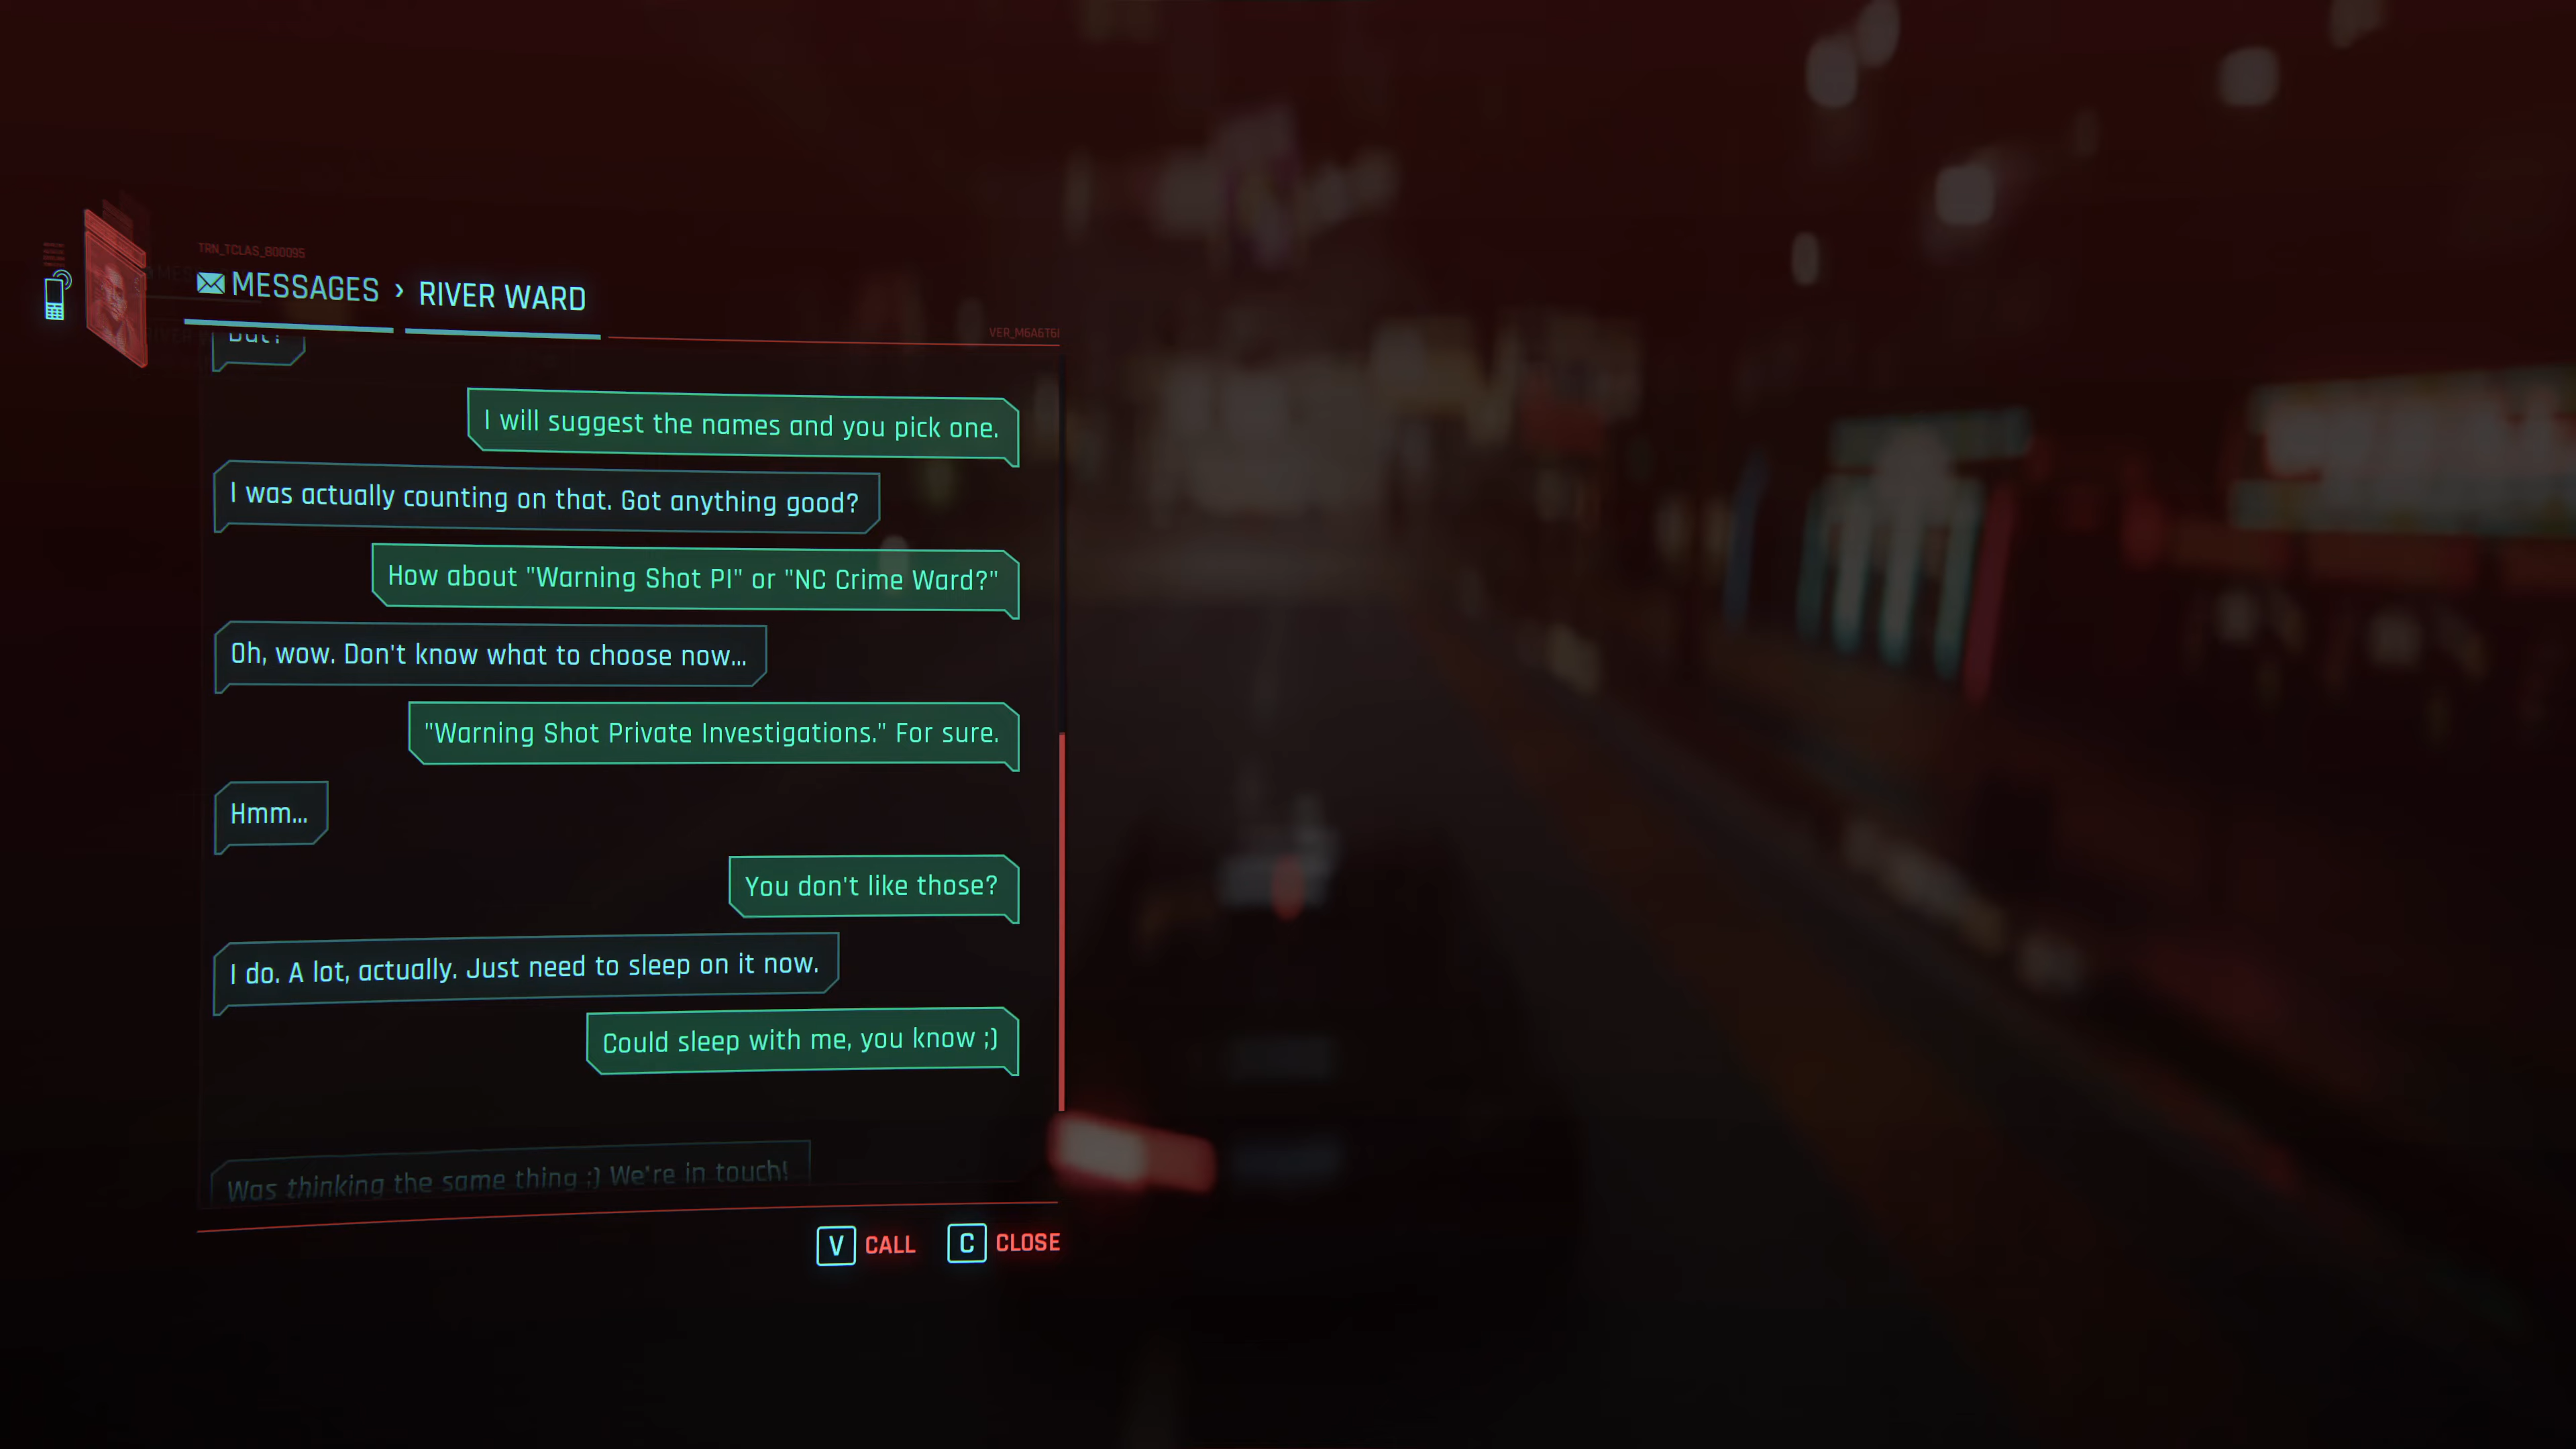 TRN_TCLAS_800095
MESSAGES › RIVER WARD
VER_M6A6T6
But?
I will suggest the names and you pick one.
I was actually counting on that. Got anything good?
How about "Warning Shot PI" or "NC Crime Ward?"
Oh, wow. Don't know what to choose now...
"Warning Shot Private Investigations." For sure.
Hmm...
You don't like those?
I do. A lot, actually. Just need to sleep on it now.
Could sleep with me, you know ;)
Was thinking the same thing ;) We're in touch!
V CALL C CLOSE